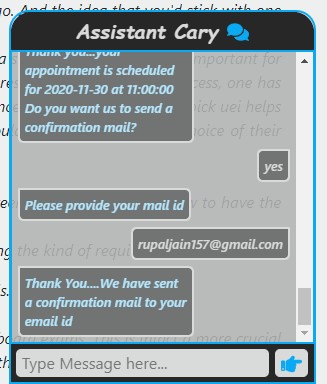 Assistant Cary
Thank you...your
appointment is scheduled
for 2020-11-30 at 11:00:00
Do you want us to send a
confirmation mail?
yes
Please provide your mail id
rupaljain157@gmail.com
Thank You....We have sent
a confirmation mail to your
email id
Type Message here...